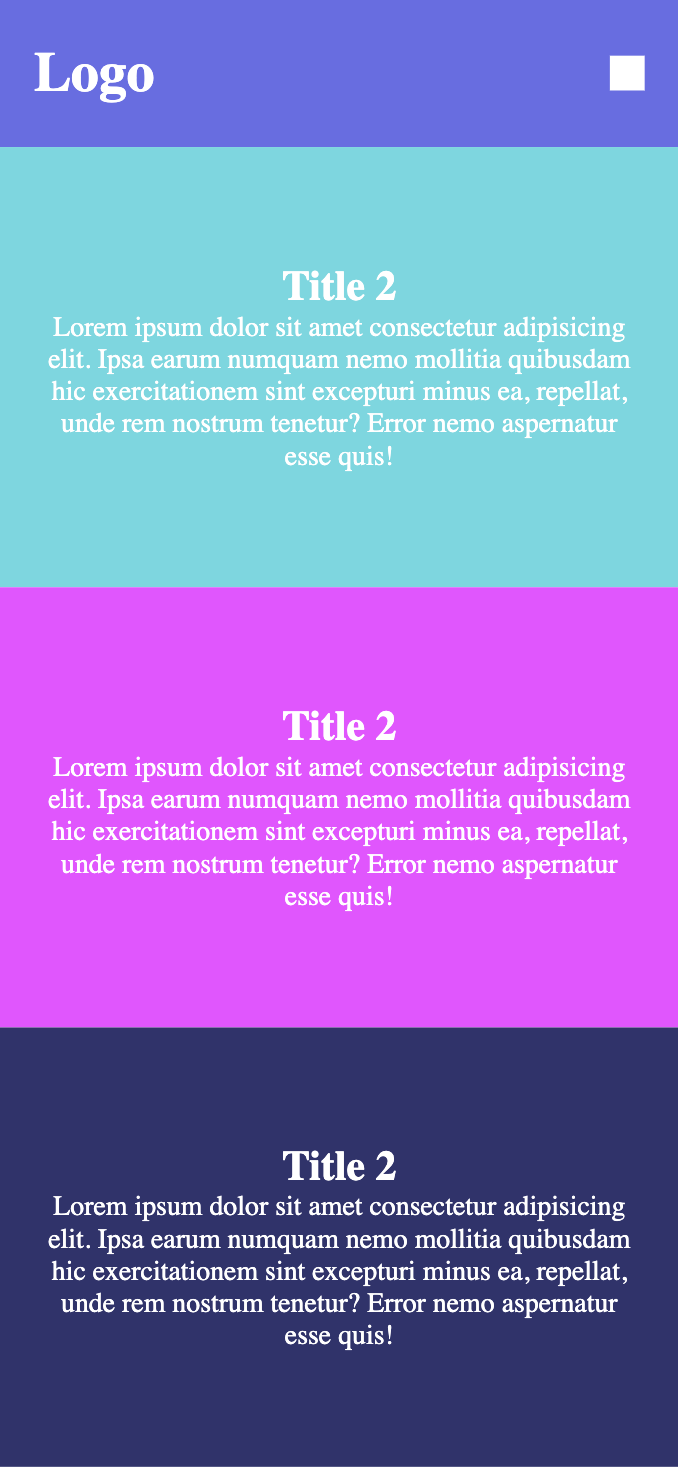 Logo
Title 2
Lorem ipsum dolor sit amet consectetur adipisicing
elit. Ipsa earum numquam nemo mollitia quibusdam
hic exercitationem sint excepturi minus ea, repellat,
unde rem nostrum tenetur? Error nemo aspernatur
esse quis!
Title 2
Lorem ipsum dolor sit amet consectetur adipisicing
elit. Ipsa earum numquam nemo mollitia quibusdam
hic exercitationem sint excepturi minus ea, repellat,
unde rem nostrum tenetur? Error nemo aspernatur
esse quis!
Title 2
Lorem ipsum dolor sit amet consectetur adipisicing
elit. Ipsa earum numquam nemo mollitia quibusdam
hic exercitationem sint excepturi minus ea, repellat,
unde rem nostrum tenetur? Error nemo aspernatur
esse quis!